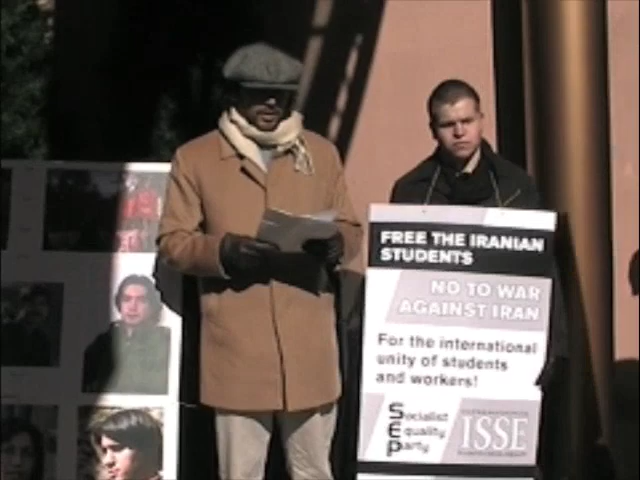 FREE THE IRANIAN
STUDENTS
NO TO WAR
AGAINST IRAN
For the international
unity of students
and workers!
Socialist
Equality
Party
ISSE